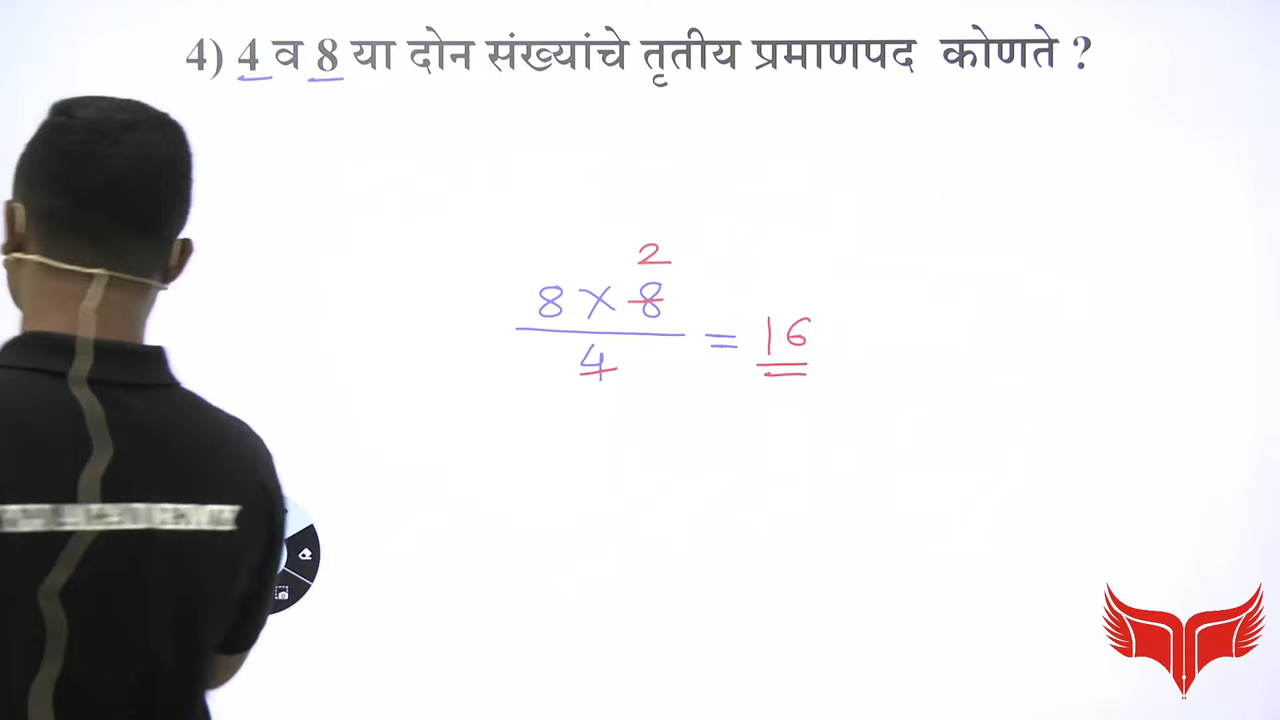 4) 4 व 8 या दोन संख्यांचे तृतीय प्रमाणपद कोणते ?
2
8 × 8
4
= 16